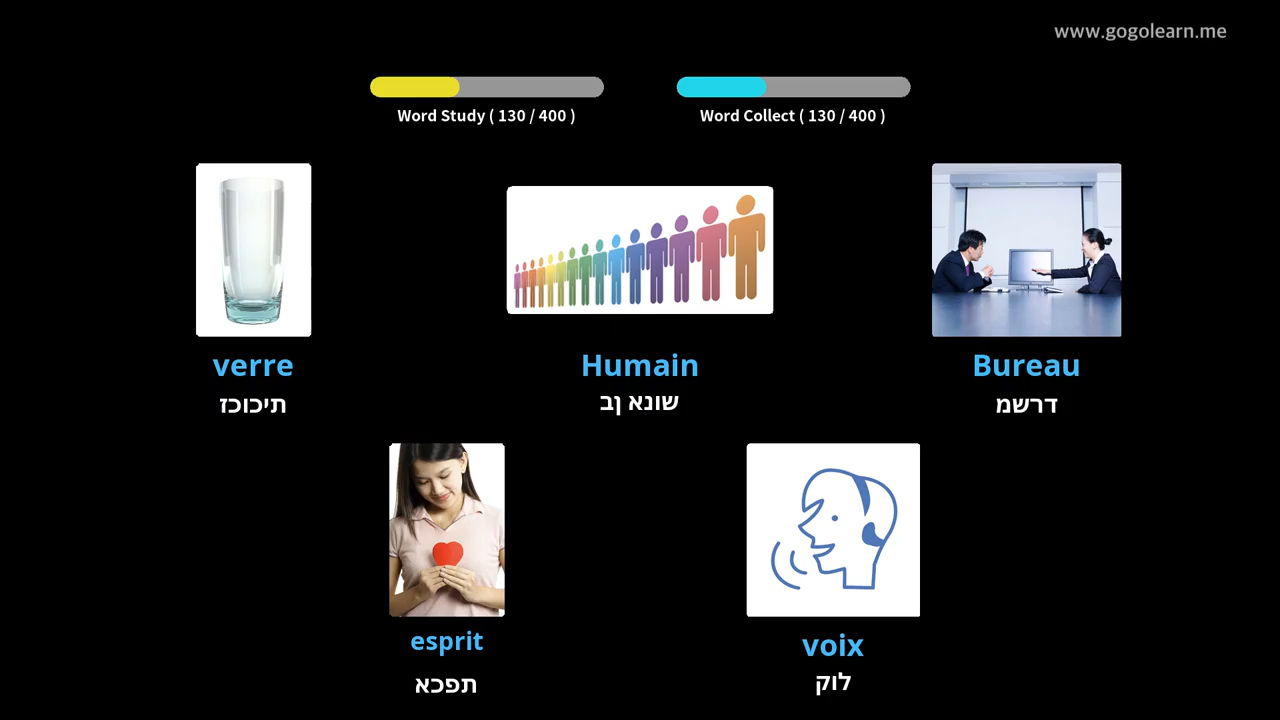 www.gogolearn.me
Word Study ( 130 / 400 )
Word Collect ( 130 / 400 )
verre
תיכוכז
Humain
שונא ןב
Bureau
דרשמ
esprit
תפכא
voix
לוק